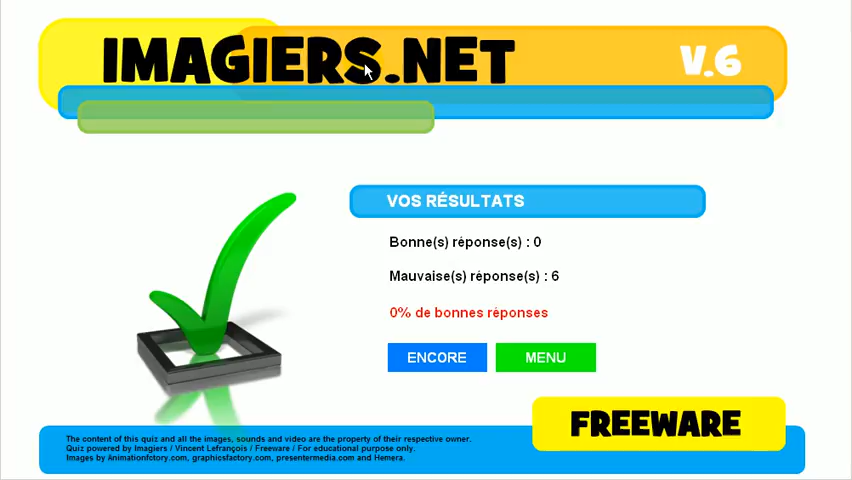 IMAGIERS.NET
V.6
VOS RÉSULTATS
Bonne(s) réponse(s) : 0
Mauvaise(s) réponse(s) : 6
0% de bonnes réponses
ENCORE
MENU
FREEWARE
The content of this quiz and all the images, sounds and video are the property of their respective owner.
Quiz powered by Imagiers / Vincent Lefrançois / Freeware / For educational purpose only.
Images by Animationfctory.com, graphicsfactory.com, presentermedia.com and Hemera.